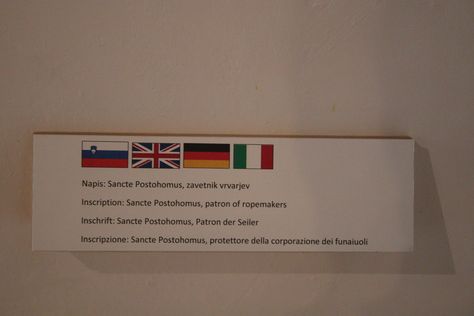 Napis: Sancte Postohomus, zavetnik vrvarjev
Inscription: Sancte Postohomus, patron of ropemakers
Inschrift: Sancte Postohomus, Patron der Seiler
Inscripzione: Sancte Postohomus, protettore della corporazione dei funaiuoli